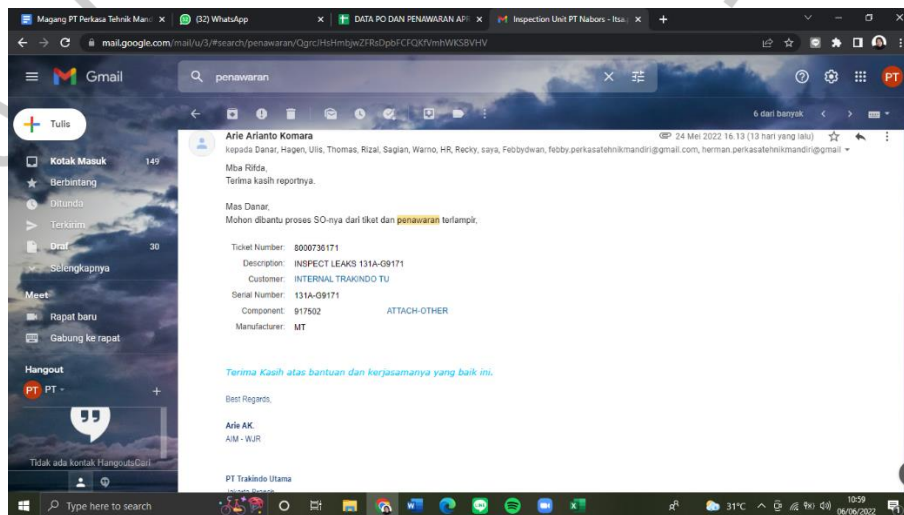 Magang PT Perkasa Tehnik Mand
(32) WhatsApp
DATA PO DAN PENAWARAN APR
Inspection Unit PT Nabors - Itsa
mail.google.com/mail/u/3/#search/penawaran/
Gmail
penawaran
PT
Tulis
6 dari banyak
Kotak Masuk 149
Berbintang
Ditunda
Terkirim
Draf 30
Selengkapnya
Meet
Rapat baru
Gabung ke rapat
Hangout
PT PT
Tidak ada kontak HangoutsCari
Arie Arianto Komara
24 Mei 2022 16.13 (13 hari yang lalu)
kepada Danar, Hagen, Ulis, Thomas, Rizal, Sagian, Warno, HR, Recky, saya, Febbydwan, febby.perkasatehnikmandiri@gmail.com, herman.perkasatehnikmandiri@gmail
Mba Rifda,
Terima kasih reportnya.
Mas Danar,
Mohon dibantu proses SO-nya dari tiket dan penawaran terlampir,
Ticket Number: 8000736171
Description: INSPECT LEAKS 131A-G9171
Customer: INTERNAL TRAKINDO TU
Serial Number: 131A-G9171
Component: 917502 ATTACH-OTHER
Manufacturer: MT
Terima Kasih atas bantuan dan kerjasamanya yang baik ini.
Best Regards,
Arie AK.
AIM - WJR
PT Trakindo Utama
Type here to search
31°C
10:59
06/06/2022